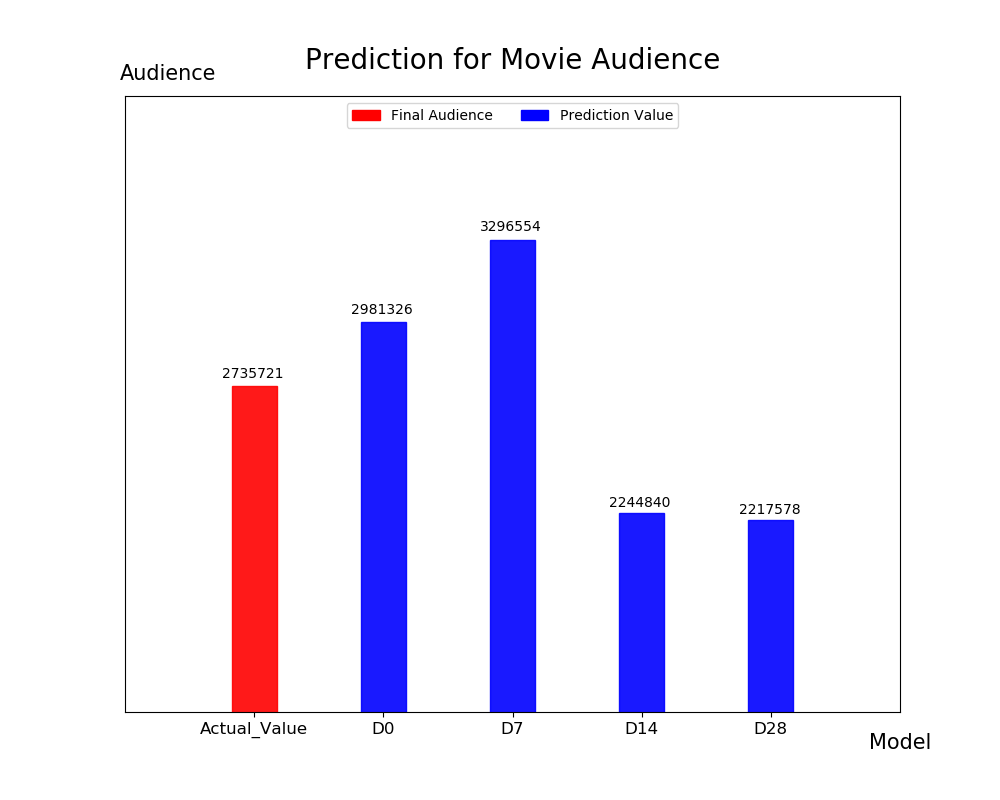 Prediction for Movie Audience
Audience
Final Audience
Prediction Value
3296554
2981326
2735721
2244840
2217578
Actual_Value
D0
D7
D14
D28
Model